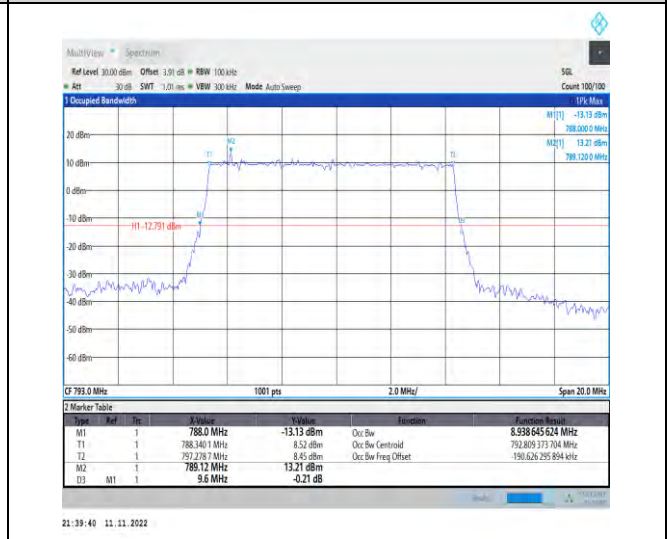 MultiView Spectrum
Ref Level 30.00 dBm Offset 3.91 dB RBW 100 kHz SGL
Att 30 dB SWT 1.01 ms VBW 300 kHz Mode Auto Sweep Count 100/100
1 Occupied Bandwidth 1Pk Max
M1[1] -13.13 dBm
788.000 0 MHz
M2[1] 13.21 dBm
789.120 0 MHz
20 dBm
M2
T1 T2
10 dBm
0 dBm
-10 dBm
M1 D3
H1 -12.791 dBm
-20 dBm
-30 dBm
-40 dBm
-50 dBm
-60 dBm
CF 793.0 MHz 1001 pts 2.0 MHz/ Span 20.0 MHz
2 Marker Table
Type Ref Trc X-Value Y-Value Function Function Result
M1 1 788.0 MHz -13.13 dBm Occ Bw 8.938 645 624 MHz
T1 1 788.340 1 MHz 8.52 dBm Occ Bw Centroid 792.809 373 704 MHz
T2 1 797.278 7 MHz 8.45 dBm Occ Bw Freq Offset -190.626 295 894 kHz
M2 1 789.12 MHz 13.21 dBm
D3 M1 1 9.6 MHz -0.21 dB
21:39:40 11.11.2022